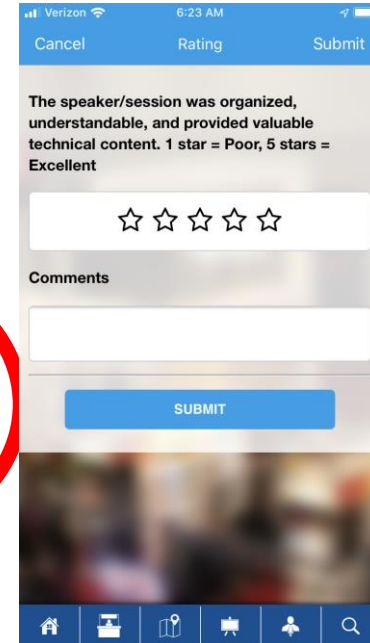 Verizon 6:23 AM
Cancel Rating Submit
The speaker/session was organized,
understandable, and provided valuable
technical content. 1 star = Poor, 5 stars =
Excellent
Comments
SUBMIT